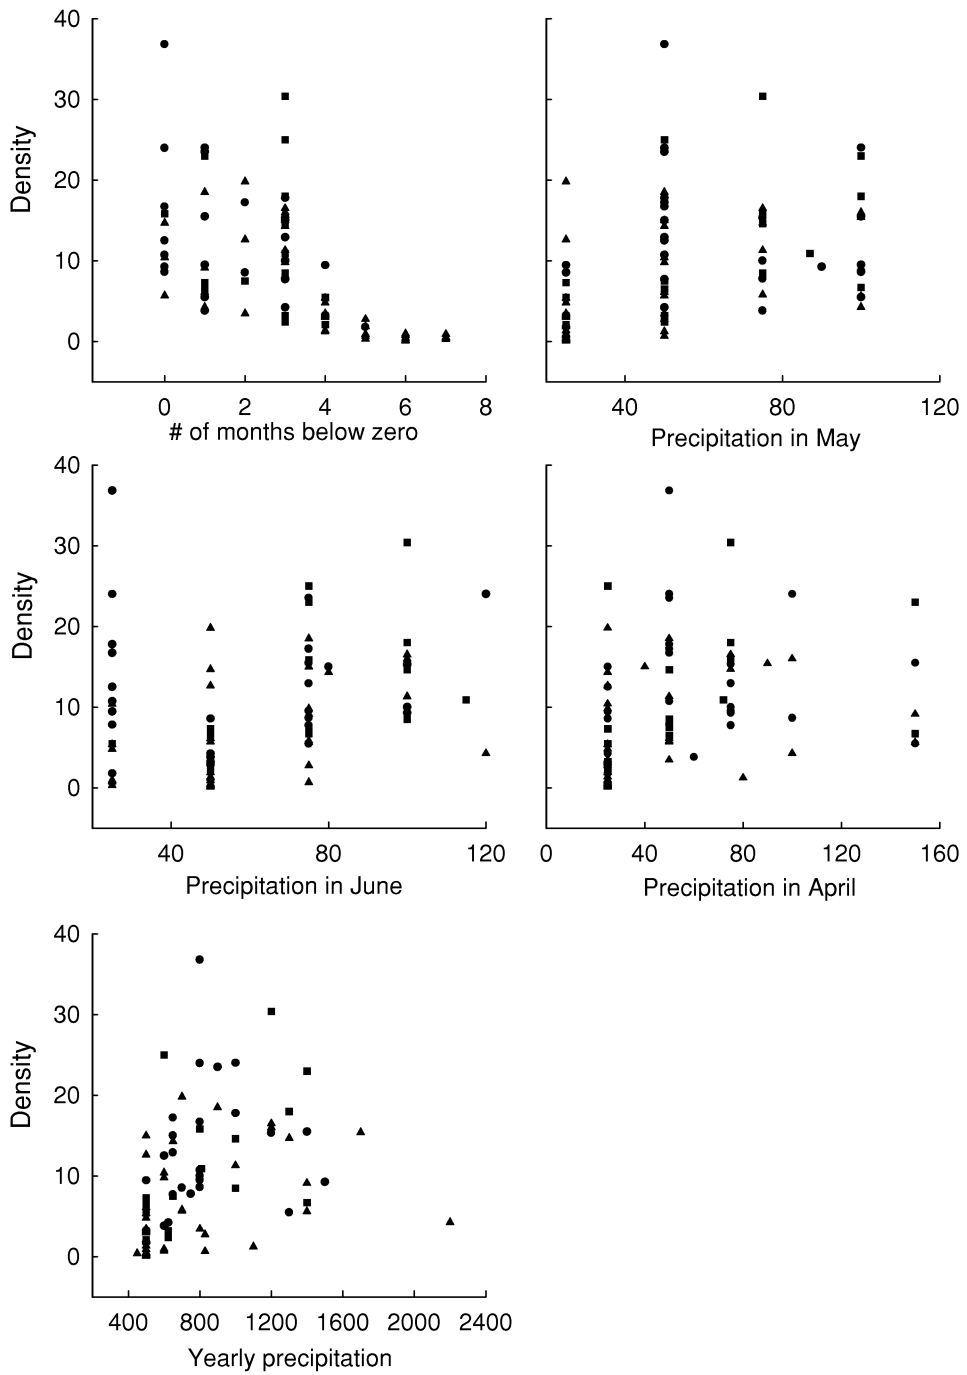 40
30
20
10
0
Density
0 2 4 6 8
# of months below zero
40 80 120
Precipitation in May
40
30
20
10
0
Density
40 80 120
Precipitation in June
0 40 80 120 160
Precipitation in April
40
30
20
10
0
Density
400 800 1200 1600 2000 2400
Yearly precipitation